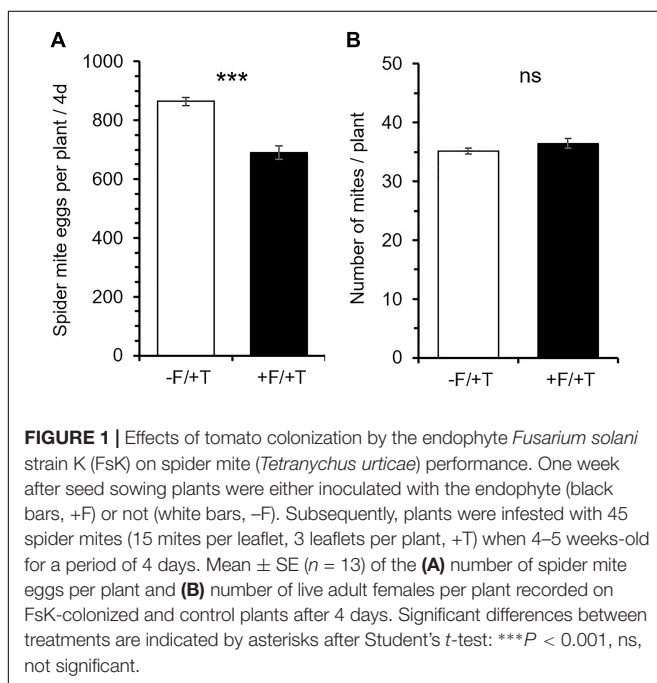 A
Spider mite eggs per plant / 4d
1000
800
600
400
200
0
***
-F/+T
+F/+T
B
Number of mites / plant
50
40
30
20
10
0
ns
-F/+T
+F/+T
FIGURE 1 | Effects of tomato colonization by the endophyte Fusarium solani
strain K (FsK) on spider mite (Tetranychus urticae) performance. One week
after seed sowing plants were either inoculated with the endophyte (black
bars, +F) or not (white bars, –F). Subsequently, plants were infested with 45
spider mites (15 mites per leaflet, 3 leaflets per plant, +T) when 4–5 weeks-old
for a period of 4 days. Mean ± SE (n = 13) of the (A) number of spider mite
eggs per plant and (B) number of live adult females per plant recorded on
FsK-colonized and control plants after 4 days. Significant differences between
treatments are indicated by asterisks after Student's t-test: ***P < 0.001, ns,
not significant.